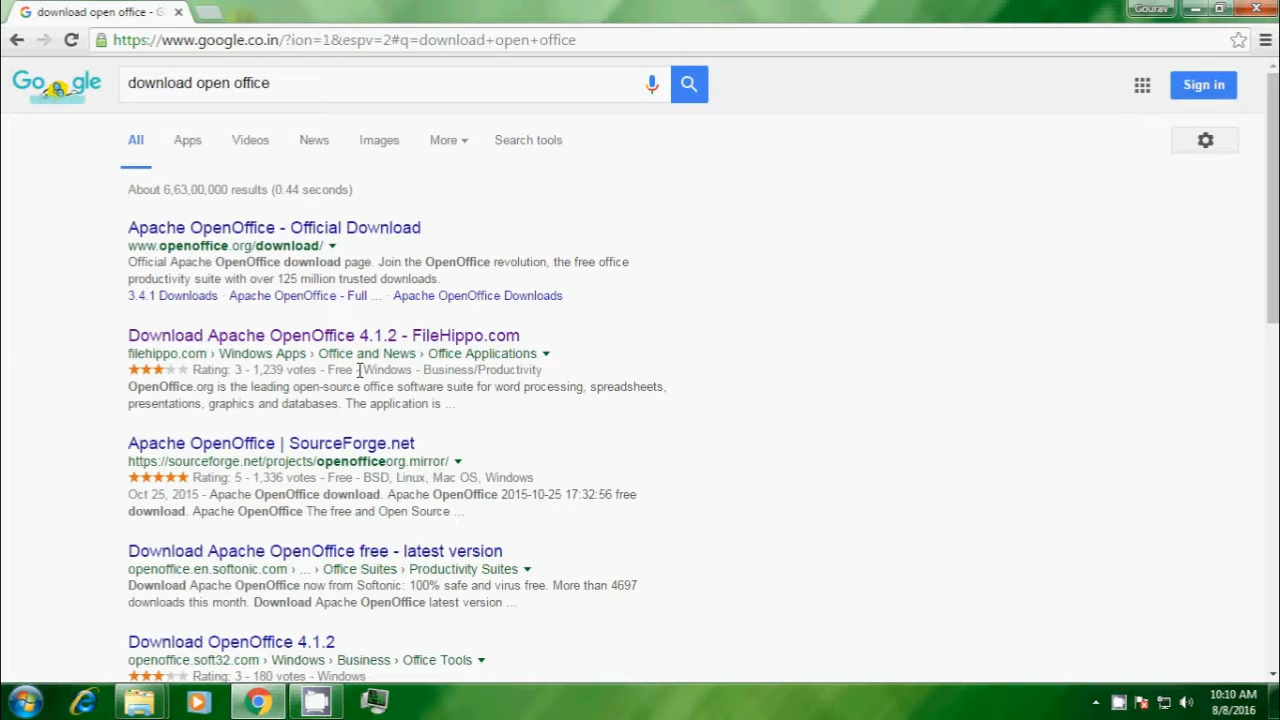 download open office - G
Gourav
https://www.google.co.in/?ion=1&espv=2#q=download+open+office
Google
download open office
Sign in
All Apps Videos News Images More Search tools
About 6,63,00,000 results (0.44 seconds)
Apache OpenOffice - Official Download
www.openoffice.org/download/
Official Apache OpenOffice download page. Join the OpenOffice revolution, the free office
productivity suite with over 125 million trusted downloads.
3.4.1 Downloads · Apache OpenOffice - Full ... · Apache OpenOffice Downloads
Download Apache OpenOffice 4.1.2 - FileHippo.com
filehippo.com › Windows Apps › Office and News › Office Applications
Rating: 3 - 1,239 votes - Free - Windows - Business/Productivity
OpenOffice.org is the leading open-source office software suite for word processing, spreadsheets,
presentations, graphics and databases. The application is ...
Apache OpenOffice | SourceForge.net
https://sourceforge.net/projects/openofficeorg.mirror/
Rating: 5 - 1,336 votes - Free - BSD, Linux, Mac OS, Windows
Oct 25, 2015 - Apache OpenOffice download. Apache OpenOffice 2015-10-25 17:32:56 free
download. Apache OpenOffice The free and Open Source ...
Download Apache OpenOffice free - latest version
openoffice.en.softonic.com › ... › Office Suites › Productivity Suites
Download Apache OpenOffice now from Softonic: 100% safe and virus free. More than 4697
downloads this month. Download Apache OpenOffice latest version ...
Download OpenOffice 4.1.2
openoffice.soft32.com › Windows › Business › Office Tools
Rating: 3 - 180 votes - Windows
10:10 AM
8/8/2016